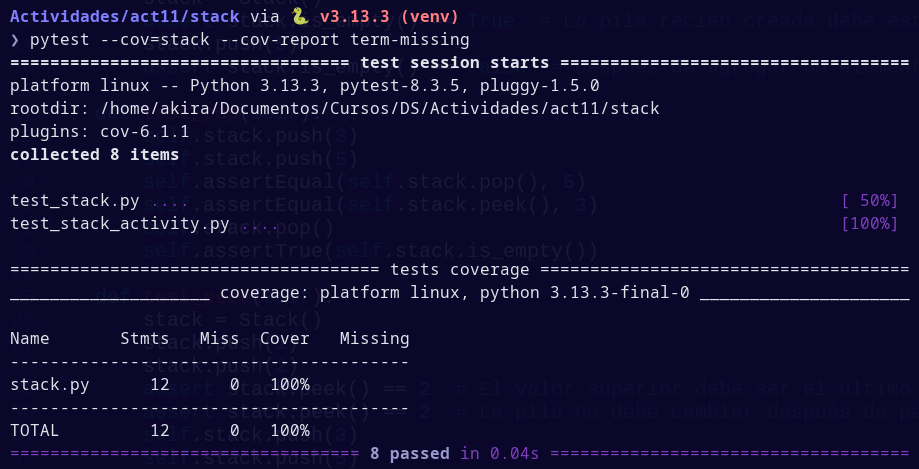 Actividades/act11/stack via 🐍 v3.13.3 (venv)
❯ pytest --cov=stack --cov-report term-missing
================================== test session starts ===================================
platform linux -- Python 3.13.3, pytest-8.3.5, pluggy-1.5.0
rootdir: /home/akira/Documentos/Cursos/DS/Actividades/act11/stack
plugins: cov-6.1.1
collected 8 items
test_stack.py .... [ 50%]
test_stack_activity.py .... [100%]
===================================== tests coverage =====================================
____________________ coverage: platform linux, python 3.13.3-final-0 _____________________
Name       Stmts   Miss  Cover   Missing
----------------------------------------
stack.py      12      0   100%
----------------------------------------
TOTAL         12      0   100%
=================================== 8 passed in 0.04s ====================================